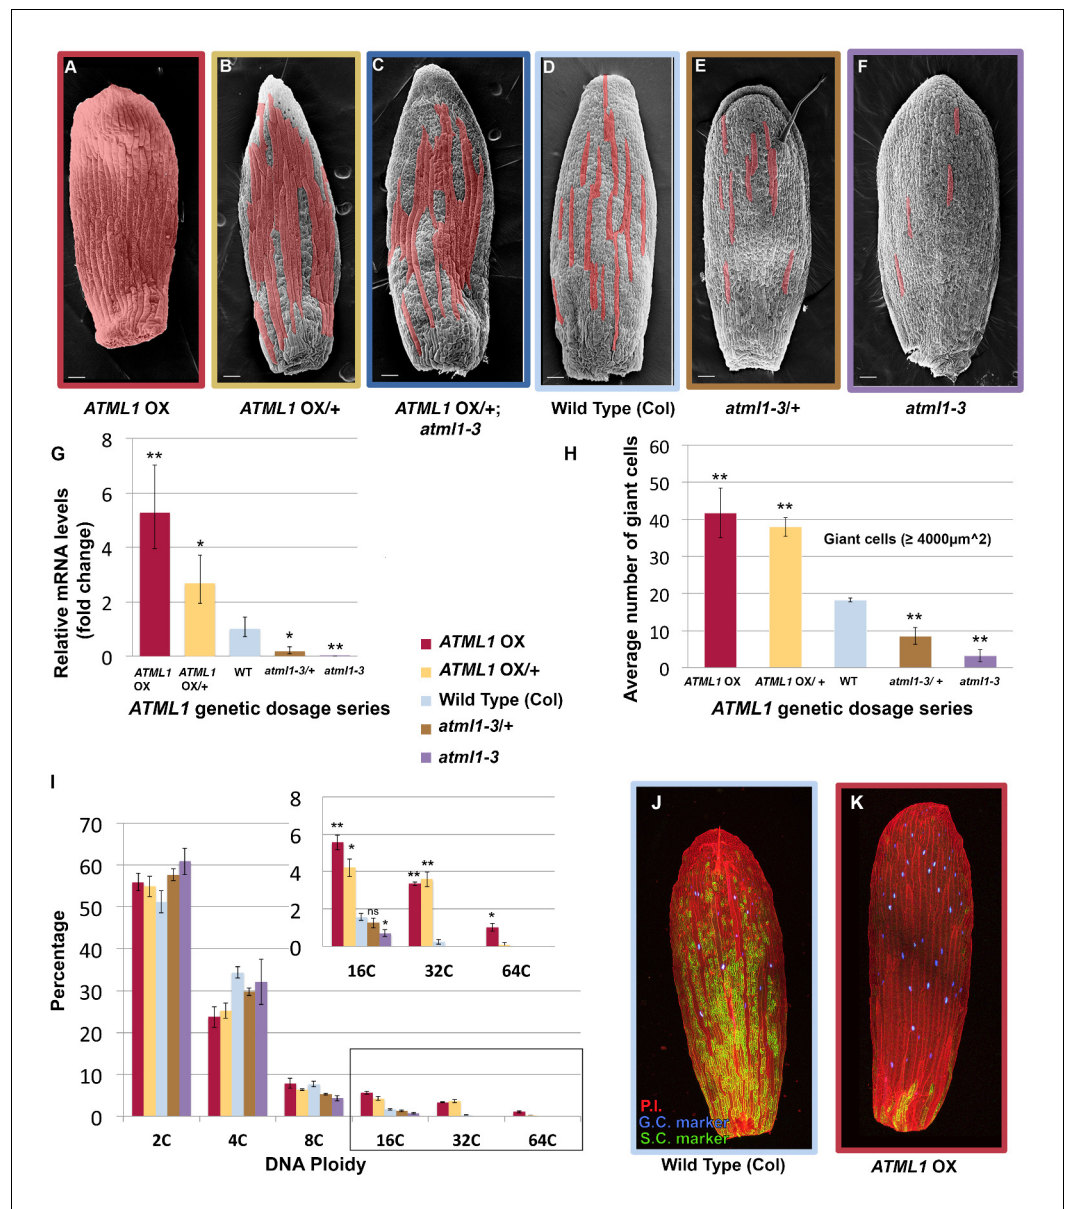 A
B
C
D
E
F
ATML1 OX
ATML1 OX/+
ATML1 OX/+;
atml1-3
Wild Type (Col)
atml1-3/+
atml1-3
G
Relative mRNA levels
(fold change)
8
6
4
2
0
**
*
*
**
ATML1
OX
ATML1
OX/+
WT
atml1-3/+
atml1-3
ATML1 genetic dosage series
H
Average number of giant cells
60
50
40
30
20
10
0
**
**
**
**
Giant cells (≥ 4000µm^2)
ATML1 OX
ATML1 OX/ +
WT
atml1-3/ +
atml1-3
ATML1 genetic dosage series
ATML1 OX
ATML1 OX/+
Wild Type (Col)
atml1-3/+
atml1-3
I
Percentage
70
60
50
40
30
20
10
0
2C
4C
8C
16C
32C
64C
DNA Ploidy
8
6
4
2
0
**
*
ns
*
**
**
*
16C
32C
64C
J
P.I.
G.C. marker
S.C. marker
Wild Type (Col)
K
ATML1 OX